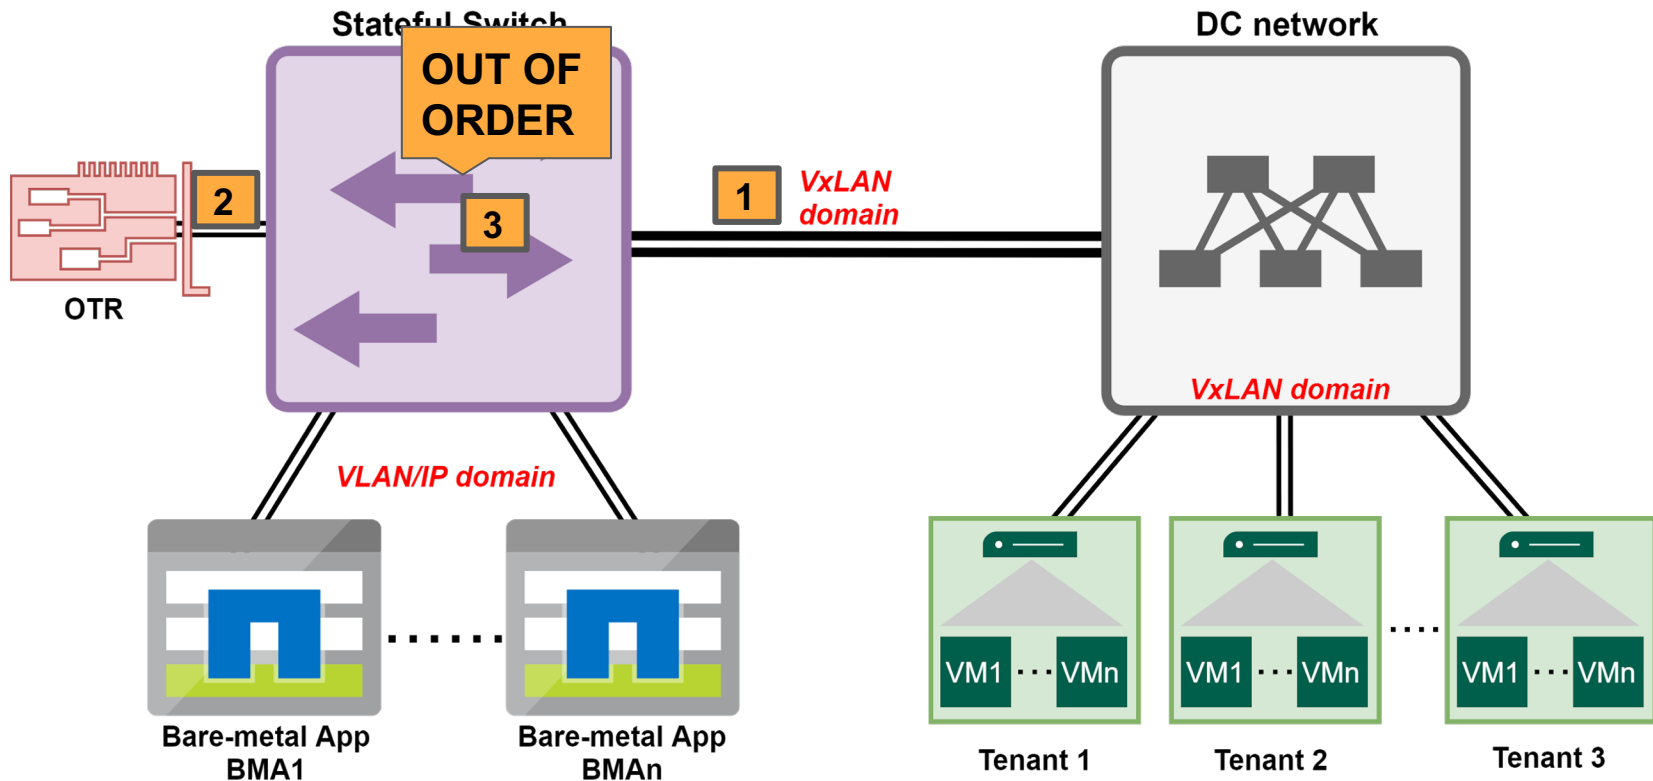 Stateful Switch
DC network
OUT OF
ORDER
1
VxLAN
domain
2
3
OTR
VxLAN domain
VLAN/IP domain
VM1 ···· VMn
VM1 ···· VMn
VM1 ···· VMn
Bare-metal App
BMA1
Bare-metal App
BMAn
Tenant 1
Tenant 2
Tenant 3